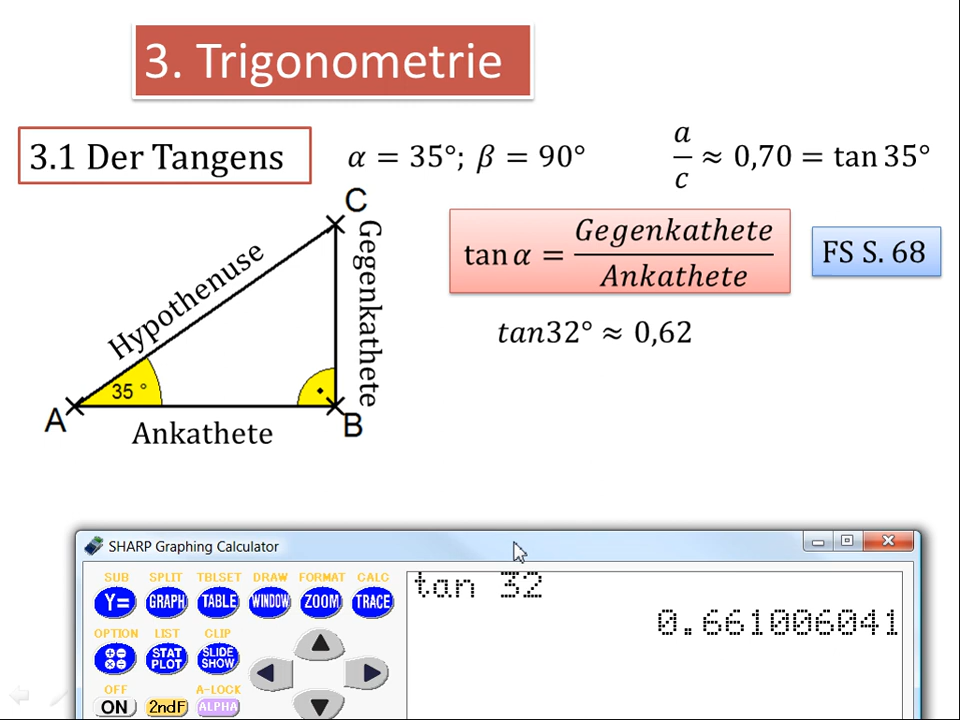 3. Trigonometrie
3.1 Der Tangens
α = 35°; β = 90°
a/c ≈ 0,70 = tan 35°
C
Hypothenuse
Gegenkathete
35 °
A
B
Ankathete
tan α = Gegenkathete/Ankathete
FS S. 68
tan32° ≈ 0,62
SHARP Graphing Calculator
SUB SPLIT TBLSET DRAW FORMAT CALC
Y= GRAPH TABLE WINDOW ZOOM TRACE
OPTION LIST CLIP
STAT PLOT SLIDE SHOW
OFF A-LOCK
ON 2ndF ALPHA
tan 32
0.661006041